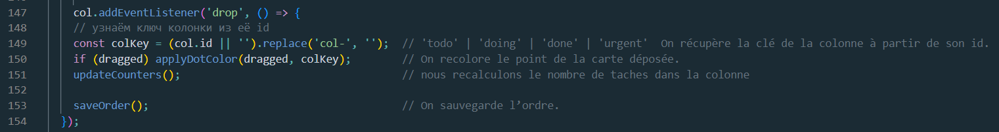 147 col.addEventListener('drop', () => {
148 // узнаём ключ колонки из её id
149 const colKey = (col.id || '').replace('col-', ''); // 'todo' | 'doing' | 'done' | 'urgent' On récupère la clé de la colonne à partir de son id.
150 if (dragged) applyDotColor(dragged, colKey); // On recolore le point de la carte déposée.
151 updateCounters(); // nous recalculons le nombre de taches dans la colonne
152
153 saveOrder(); // On sauvegarde l’ordre.
154 });